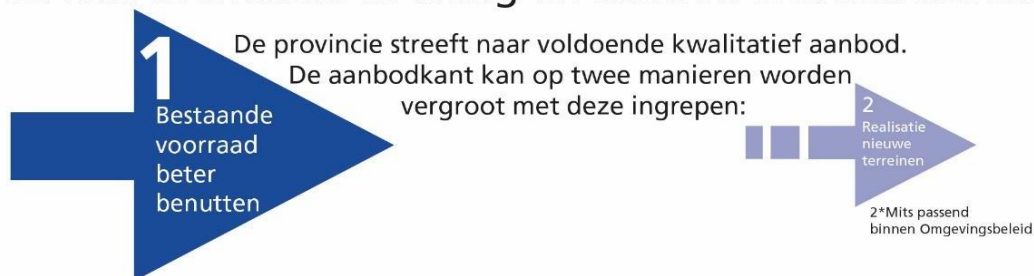 De provincie streeft naar voldoende kwalitatief aanbod.
De aanbodkant kan op twee manieren worden
vergroot met deze ingrepen:
1
Bestaande
voorraad
beter
benutten
2
Realisatie
nieuwe
terreinen
2*Mits passend
binnen Omgevingsbeleid